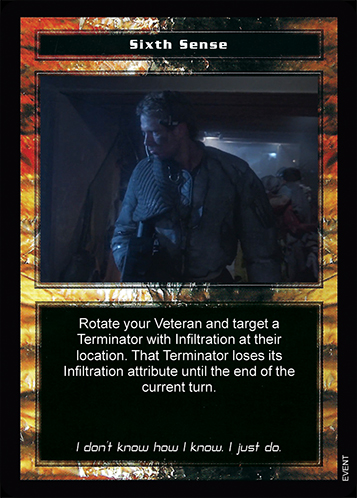 Sixth Sense
Rotate your Veteran and target a
Terminator with Infiltration at their
location. That Terminator loses its
Infiltration attribute until the end of the
current turn.
I don't know how I know. I just do.
EVENT